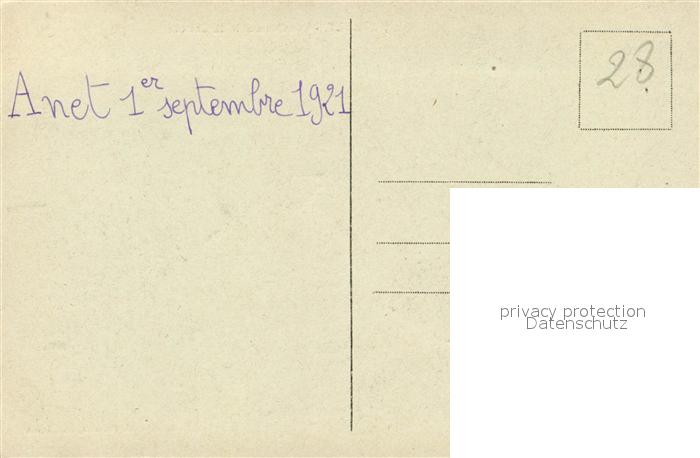 Anet 1er septembre 1921
28
privacy protection
Datenschutz